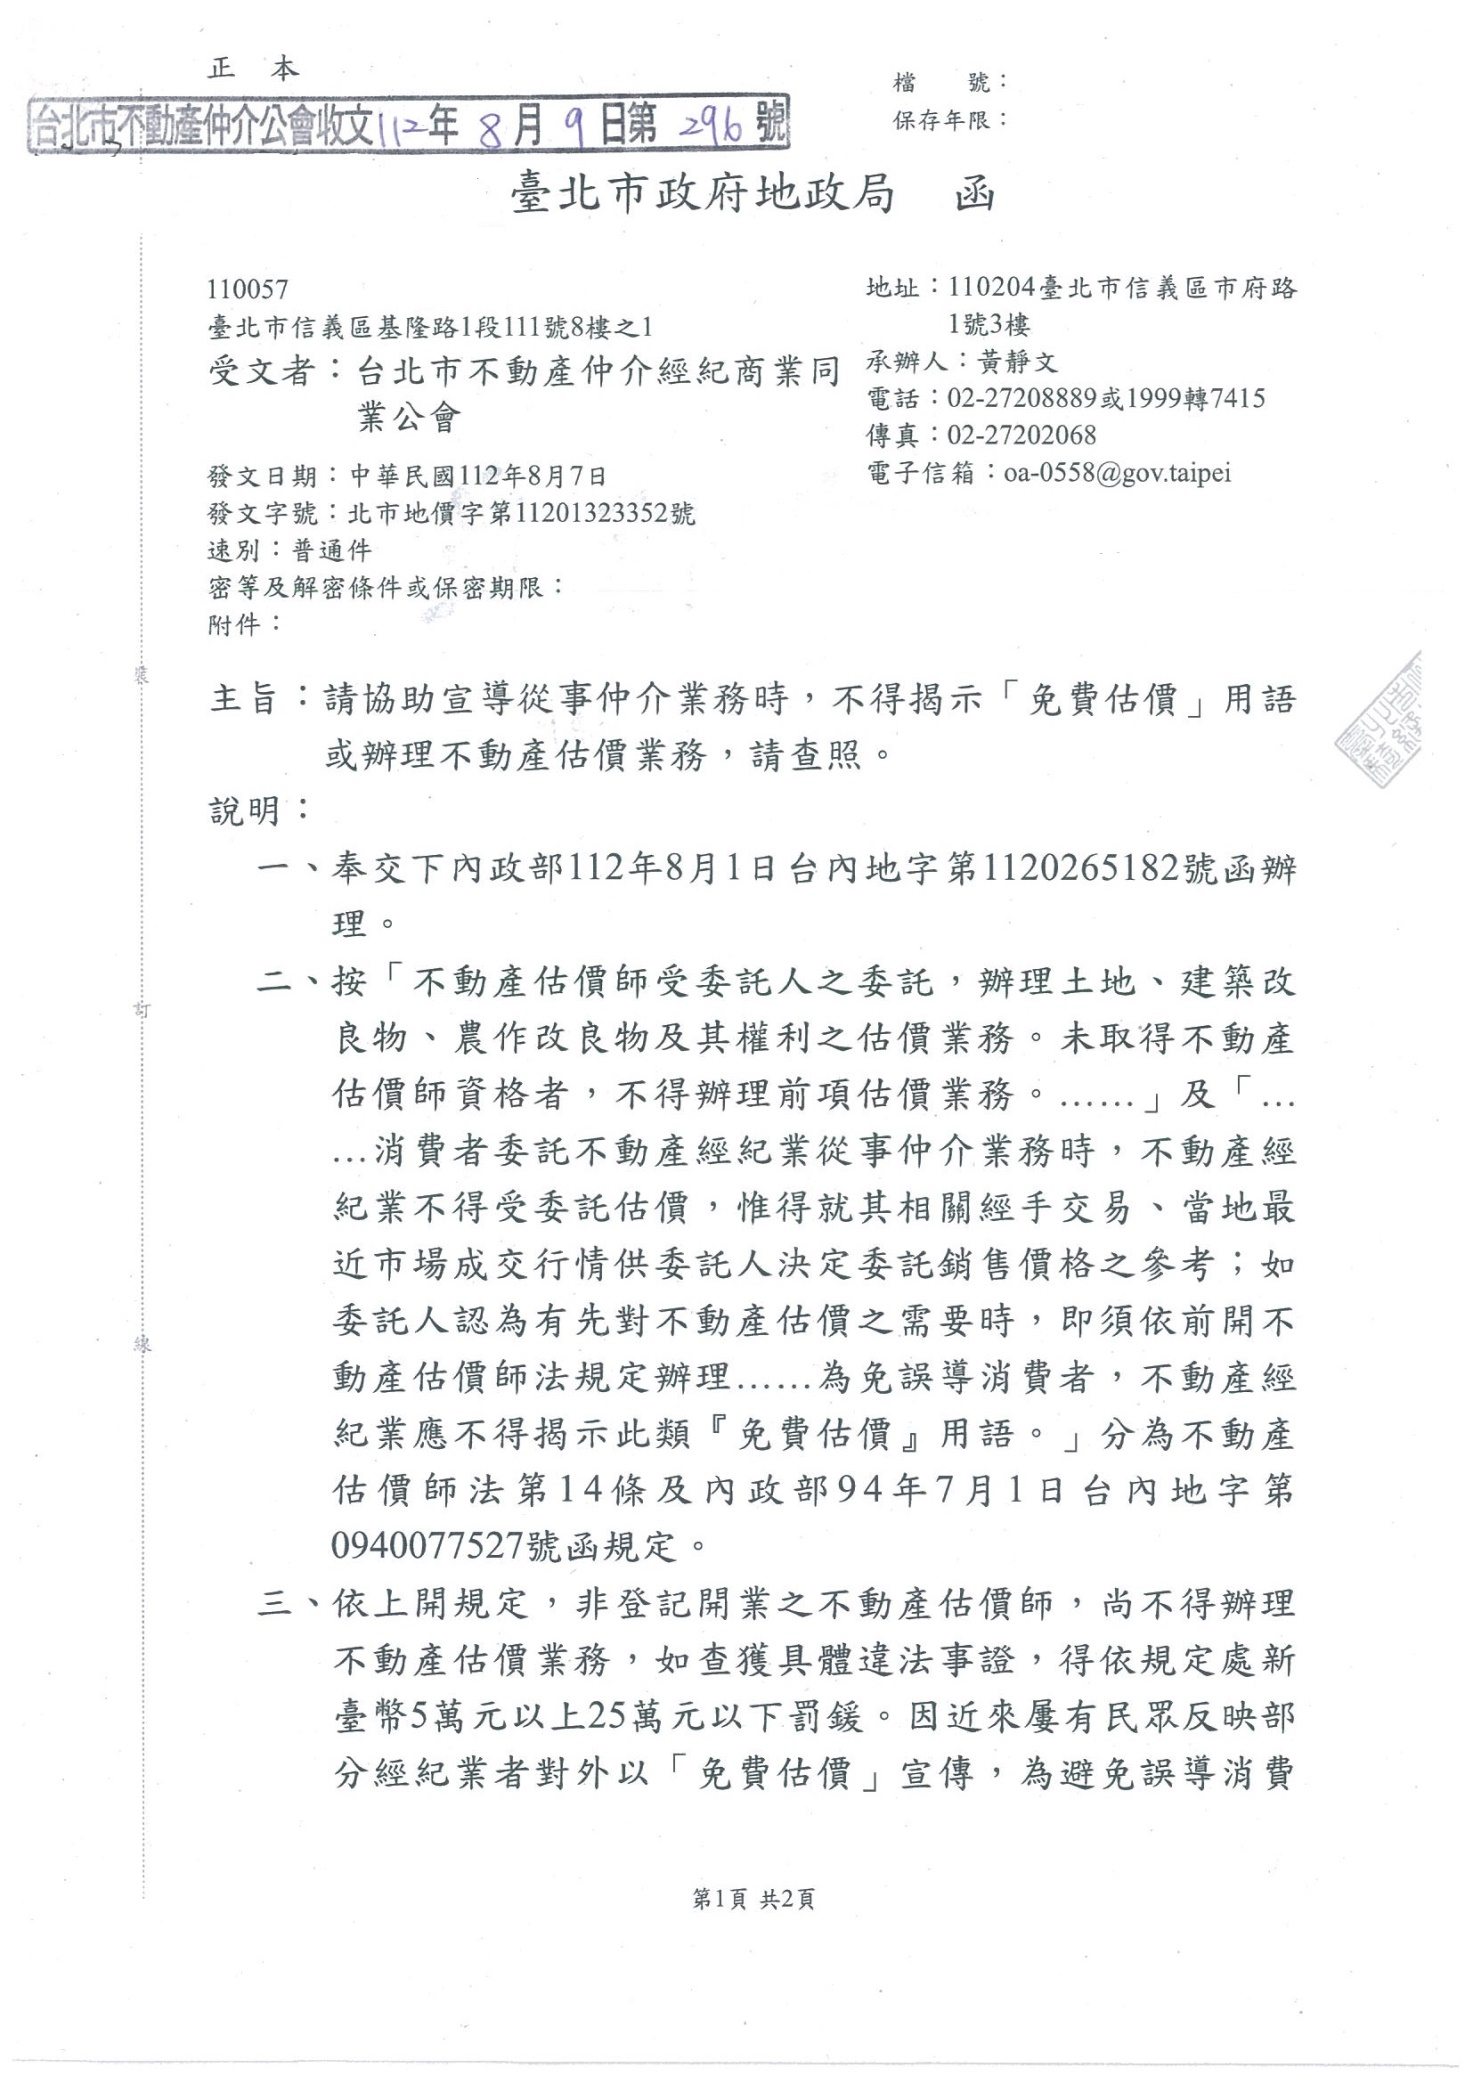 正　本
檔　　號：
保存年限：
台北市不動產仲介公會收文112年8月9日第296號
臺北市政府地政局　函
110057
臺北市信義區基隆路1段111號8樓之1
受文者：台北市不動產仲介經紀商業同
業公會
地址：110204臺北市信義區市府路
1號3樓
承辦人：黃靜文
電話：02-27208889或1999轉7415
傳真：02-27202068
電子信箱：oa-0558@gov.taipei
發文日期：中華民國112年8月7日
發文字號：北市地價字第11201323352號
速別：普通件
密等及解密條件或保密期限：
附件：
主旨：請協助宣導從事仲介業務時，不得揭示「免費估價」用語
或辦理不動產估價業務，請查照。
說明：
一、奉交下內政部112年8月1日台內地字第1120265182號函辦
理。
二、按「不動產估價師受委託人之委託，辦理土地、建築改
良物、農作改良物及其權利之估價業務。未取得不動產
估價師資格者，不得辦理前項估價業務。……」及「…
…消費者委託不動產經紀業從事仲介業務時，不動產經
紀業不得受委託估價，惟得就其相關經手交易、當地最
近市場成交行情供委託人決定委託銷售價格之參考；如
委託人認為有先對不動產估價之需要時，即須依前開不
動產估價師法規定辦理……為免誤導消費者，不動產經
紀業應不得揭示此類『免費估價』用語。」分為不動產
估價師法第14條及內政部94年7月1日台內地字第
0940077527號函規定。
三、依上開規定，非登記開業之不動產估價師，尚不得辦理
不動產估價業務，如查獲具體違法事證，得依規定處新
臺幣5萬元以上25萬元以下罰鍰。因近來屢有民眾反映部
分經紀業者對外以「免費估價」宣傳，為避免誤導消費
裝
訂
線
第1頁 共2頁